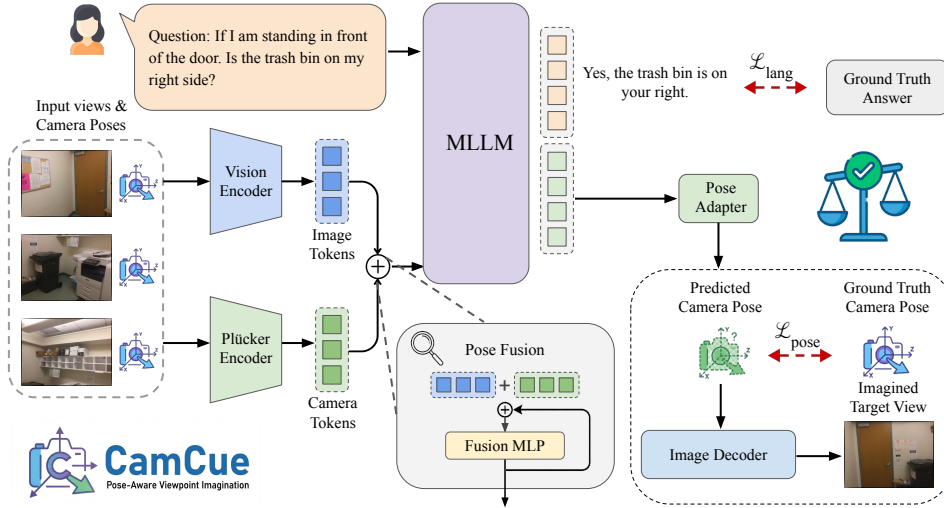 Question: If I am standing in front
of the door. Is the trash bin on my
right side?
Input views &
Camera Poses
Vision
Encoder
Image
Tokens
Plücker
Encoder
Camera
Tokens
MLLM
Yes, the trash bin is on
your right.
ℒ_lang
Ground Truth
Answer
Pose
Adapter
Predicted
Camera Pose
Ground Truth
Camera Pose
ℒ_pose
Imagined
Target View
Image Decoder
Pose Fusion
+
+
Fusion MLP
CamCue
Pose-Aware Viewpoint Imagination